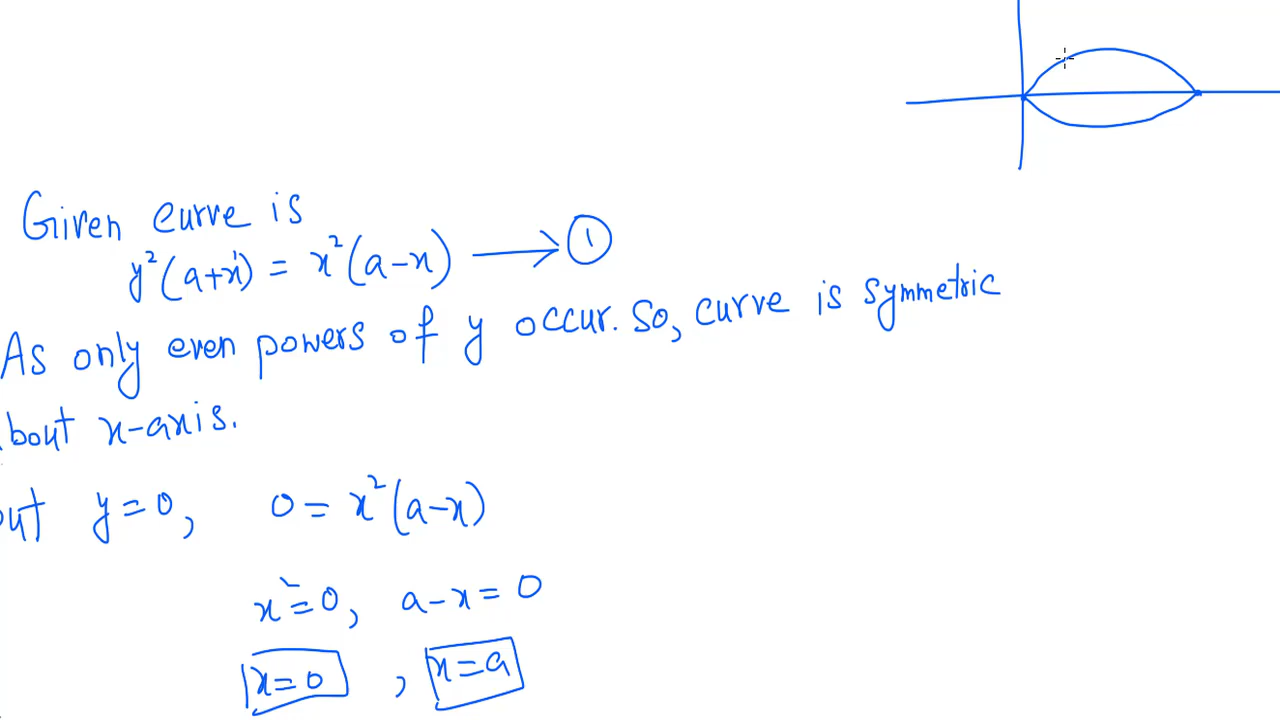 Given curve is
y²(a+x) = x²(a-x) ⟶ ①
As only even powers of y occur. So, curve is symmetric
bout x-axis.
out y=0, 0 = x²(a-x)
x²=0, a-x=0
x=0, x=a